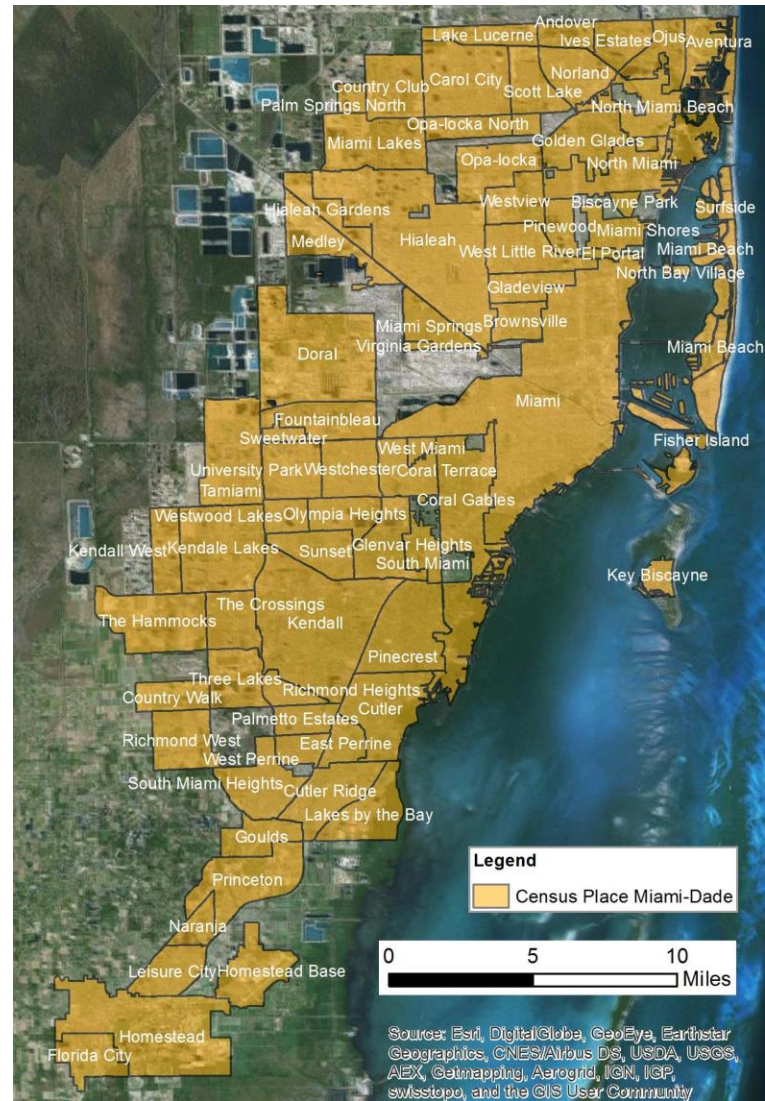 Andover
Lake Lucerne
Ives Estates
Ojus
Aventura
Country Club
Carol City
Norland
Scott Lake
Palm Springs North
North Miami Beach
Opa-locka North
Miami Lakes
Golden Glades
Opa-locka
North Miami
Hialeah Gardens
Westview
Biscayne Park
Surfside
Medley
Hialeah
Pinewood
Miami Shores
West Little River
El Portal
Miami Beach
North Bay Village
Gladeview
Miami Springs
Brownsville
Virginia Gardens
Miami Beach
Doral
Miami
Fountainbleau
Sweetwater
West Miami
Fisher Island
University Park
Westchester
Coral Terrace
Tamiami
Coral Gables
Westwood Lakes
Olympia Heights
Kendall West
Kendale Lakes
Sunset
Glenvar Heights
South Miami
Key Biscayne
The Crossings
The Hammocks
Kendall
Pinecrest
Three Lakes
Country Walk
Richmond Heights
Cutler
Palmetto Estates
Richmond West
East Perrine
West Perrine
South Miami Heights
Cutler Ridge
Lakes by the Bay
Goulds
Princeton
Naranja
Leisure City
Homestead Base
Homestead
Florida City
Legend
Census Place Miami-Dade
0 5 10
Miles
Source: Esri, DigitalGlobe, GeoEye, Earthstar
Geographics, CNES/Airbus DS, USDA, USGS,
AEX, Getmapping, Aerogrid, IGN, IGP,
swisstopo, and the GIS User Community